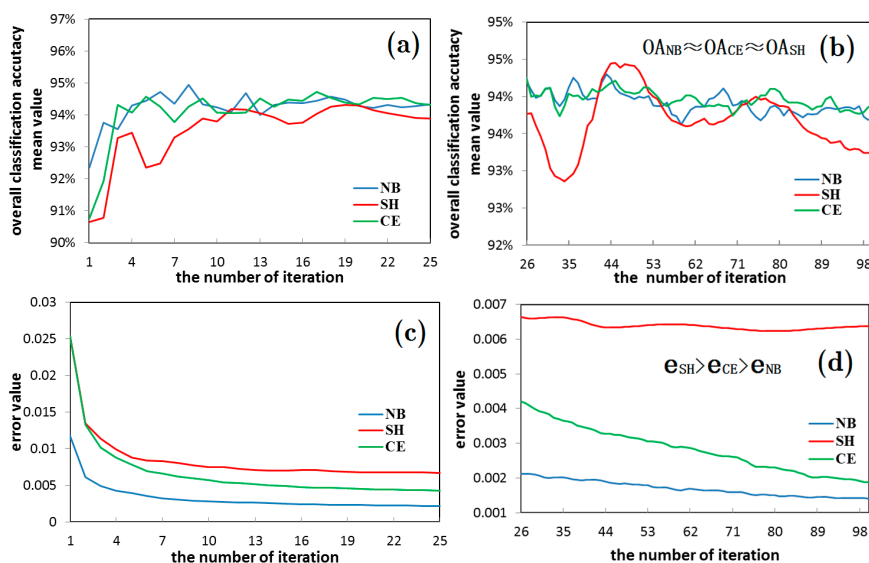 97%
96%
95%
94%
93%
92%
91%
90%
overall classification accutacy
mean value
(a)
NB
SH
CE
1 4 7 10 13 16 19 22 25
the number of iteration
95%
95%
94%
94%
93%
93%
92%
overall classification accutacy
mean value
OANB≈OACE≈OASH
(b)
NB
SH
CE
26 35 44 53 62 71 80 89 98
the number of iteration
0.03
0.025
0.02
0.015
0.01
0.005
0
error value
(c)
NB
SH
CE
1 4 7 10 13 16 19 22 25
the number of iteration
0.007
0.006
0.004
0.003
0.002
0.001
error value
(d)
eSH>eCE>eNB
NB
SH
CE
26 35 44 53 62 71 80 89 98
the number of iteration